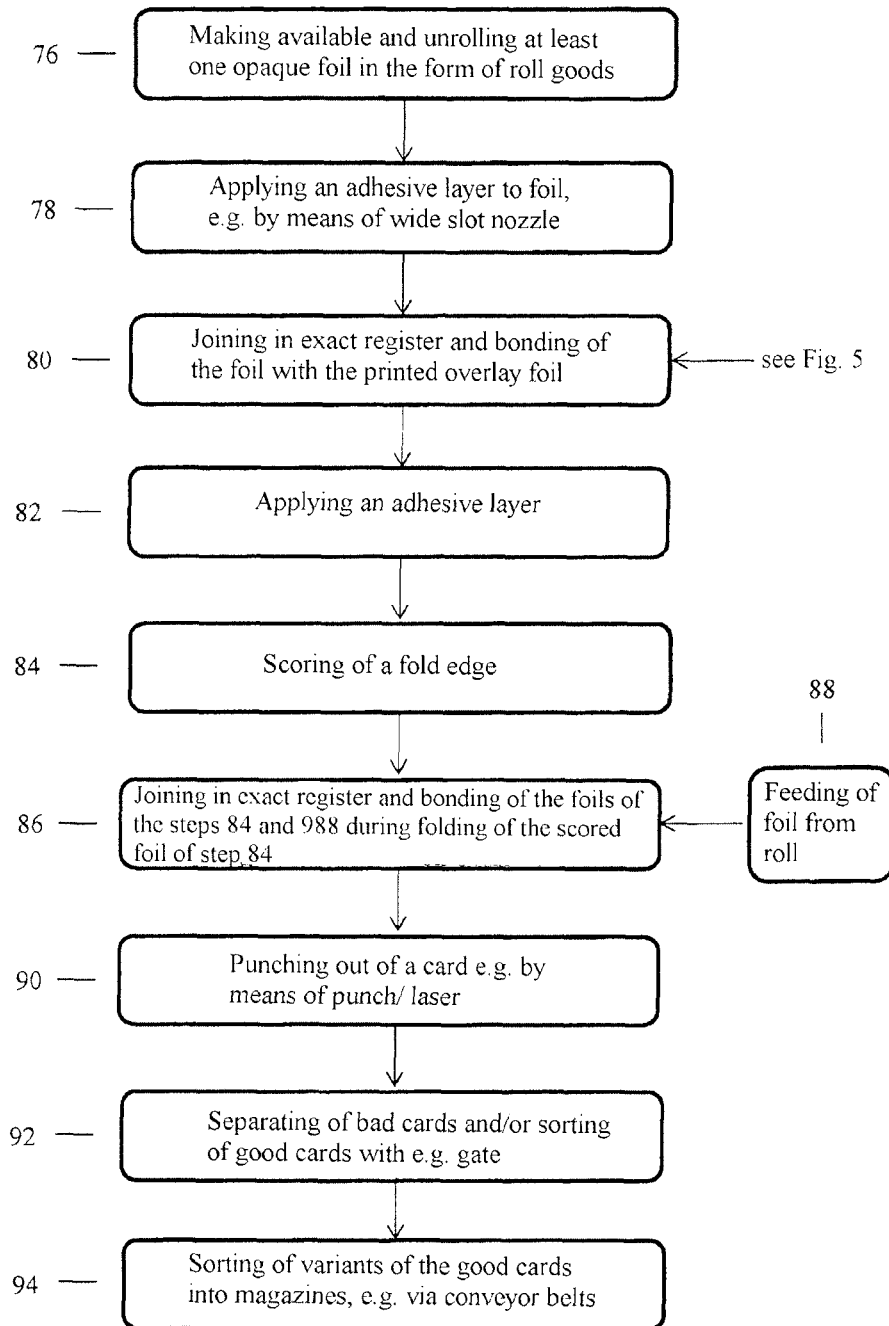 76
Making available and unrolling at least
one opaque foil in the form of roll goods
78
Applying an adhesive layer to foil,
e.g. by means of wide slot nozzle
80
Joining in exact register and bonding of
the foil with the printed overlay foil
see Fig. 5
82
Applying an adhesive layer
84
Scoring of a fold edge
88
86
Joining in exact register and bonding of the foils of
the steps 84 and 988 during folding of the scored
foil of step 84
Feeding of
foil from
roll
90
Punching out of a card e.g. by
means of punch/ laser
92
Separating of bad cards and/or sorting
of good cards with e.g. gate
94
Sorting of variants of the good cards
into magazines, e.g. via conveyor belts